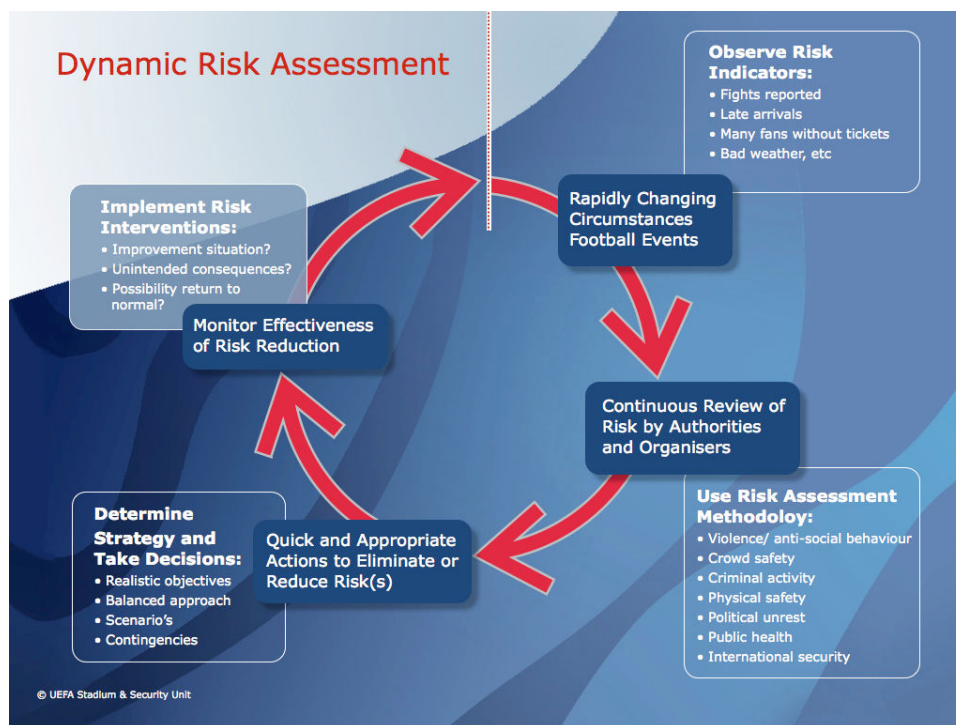 Dynamic Risk Assessment
Observe Risk
Indicators:
• Fights reported
• Late arrivals
• Many fans without tickets
• Bad weather, etc
Rapidly Changing
Circumstances
Football Events
Continuous Review of
Risk by Authorities
and Organisers
Use Risk Assessment
Methodoloy:
• Violence/ anti-social behaviour
• Crowd safety
• Criminal activity
• Physical safety
• Political unrest
• Public health
• International security
Quick and Appropriate
Actions to Eliminate or
Reduce Risk(s)
Determine
Strategy and
Take Decisions:
• Realistic objectives
• Balanced approach
• Scenario's
• Contingencies
Monitor Effectiveness
of Risk Reduction
Implement Risk
Interventions:
• Improvement situation?
• Unintended consequences?
• Possibility return to
normal?
© UEFA Stadium & Security Unit